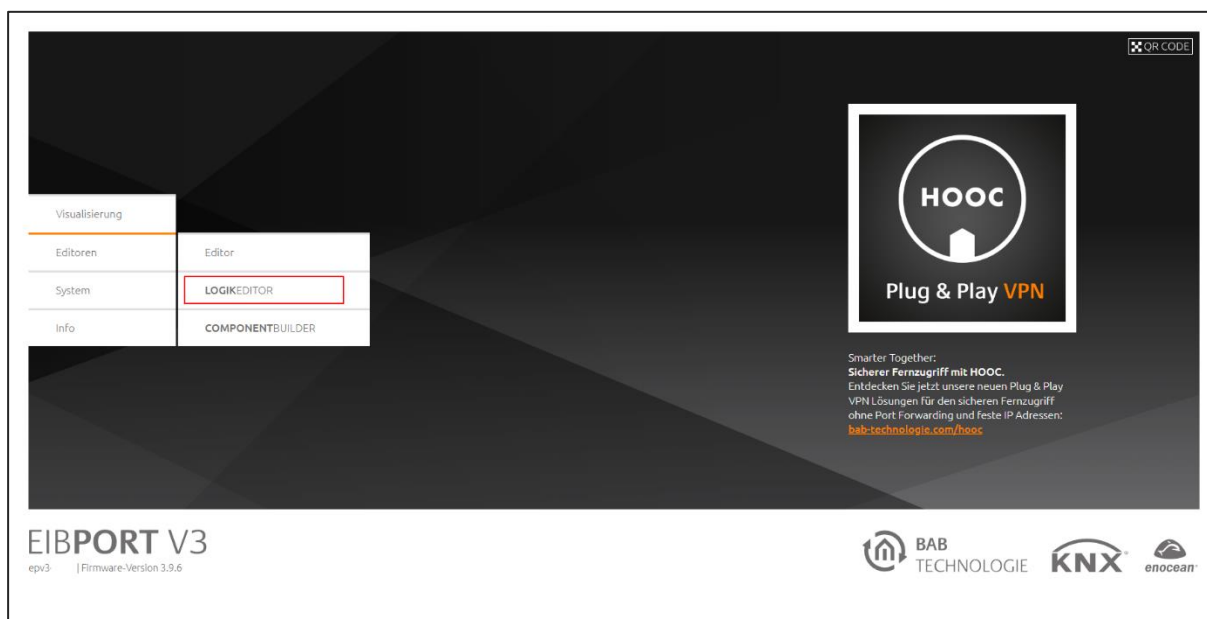 QR CODE
Visualisierung
Editoren
System
Info
Editor
LOGIKEDITOR
COMPONENTBUILDER
HOOC
Plug & Play VPN
Smarter Together:
Sicherer Fernzugriff mit HOOC.
Entdecken Sie jetzt unsere neuen Plug & Play
VPN Lösungen für den sicheren Fernzugriff
ohne Port Forwarding und feste IP Adressen:
bab-technologie.com/hooc
EIBPORT V3
epv3 | Firmware-Version 3.9.6
BAB
TECHNOLOGIE
KNX
enocean